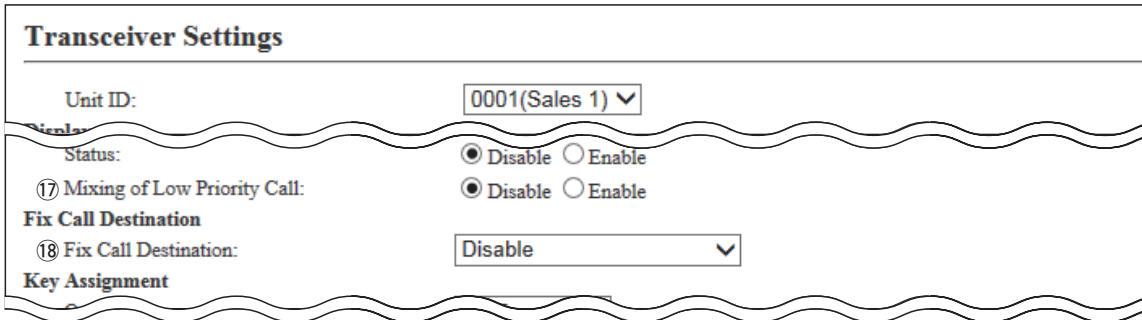 Transceiver Settings
Unit ID: 0001(Sales 1)
Status: Disable Enable
⑰ Mixing of Low Priority Call: Disable Enable
Fix Call Destination
⑱ Fix Call Destination: Disable
Key Assignment